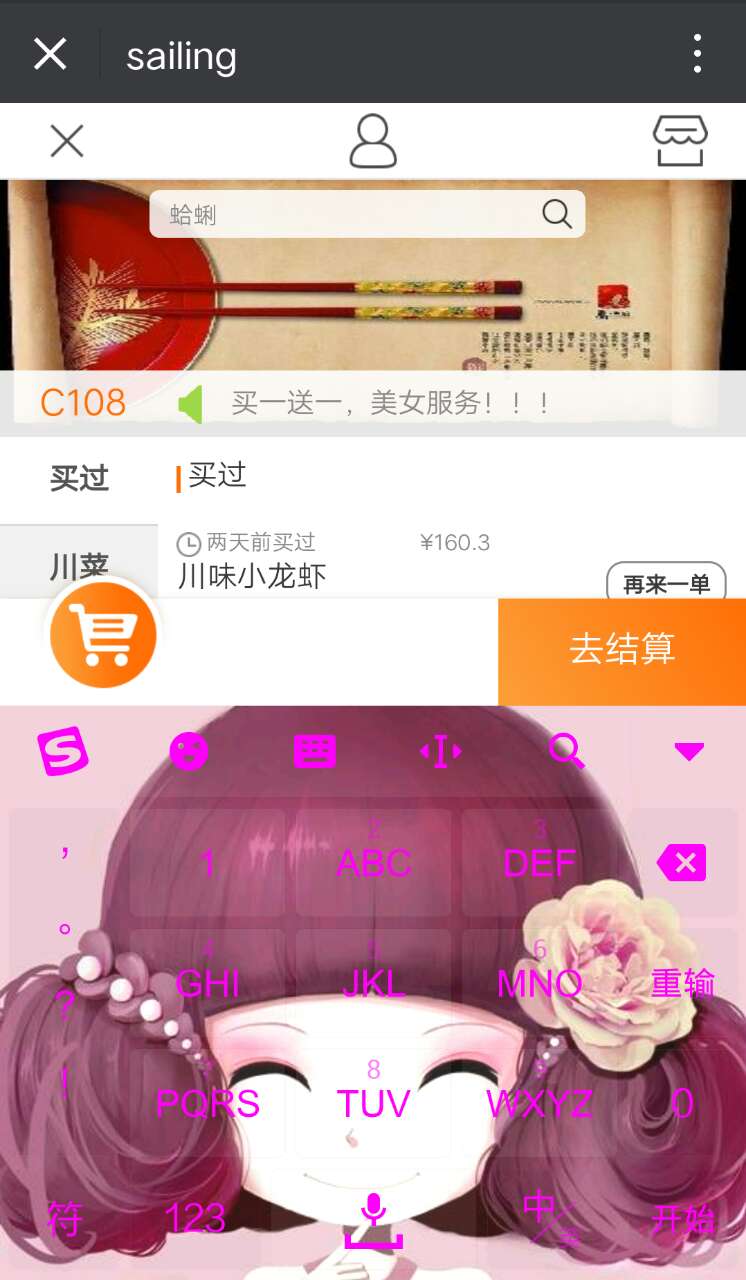 sailing
蛤蜊
C108
买一送一，美女服务！！！
买过
买过
两天前买过 ¥160.3
川菜
川味小龙虾
再来一单
去结算
，
1
2
ABC
3
DEF
。
4
GHI
5
JKL
6
MNO
重输
？
！
PQRS
8
TUV
9
WXYZ
0
符
123
中
开始